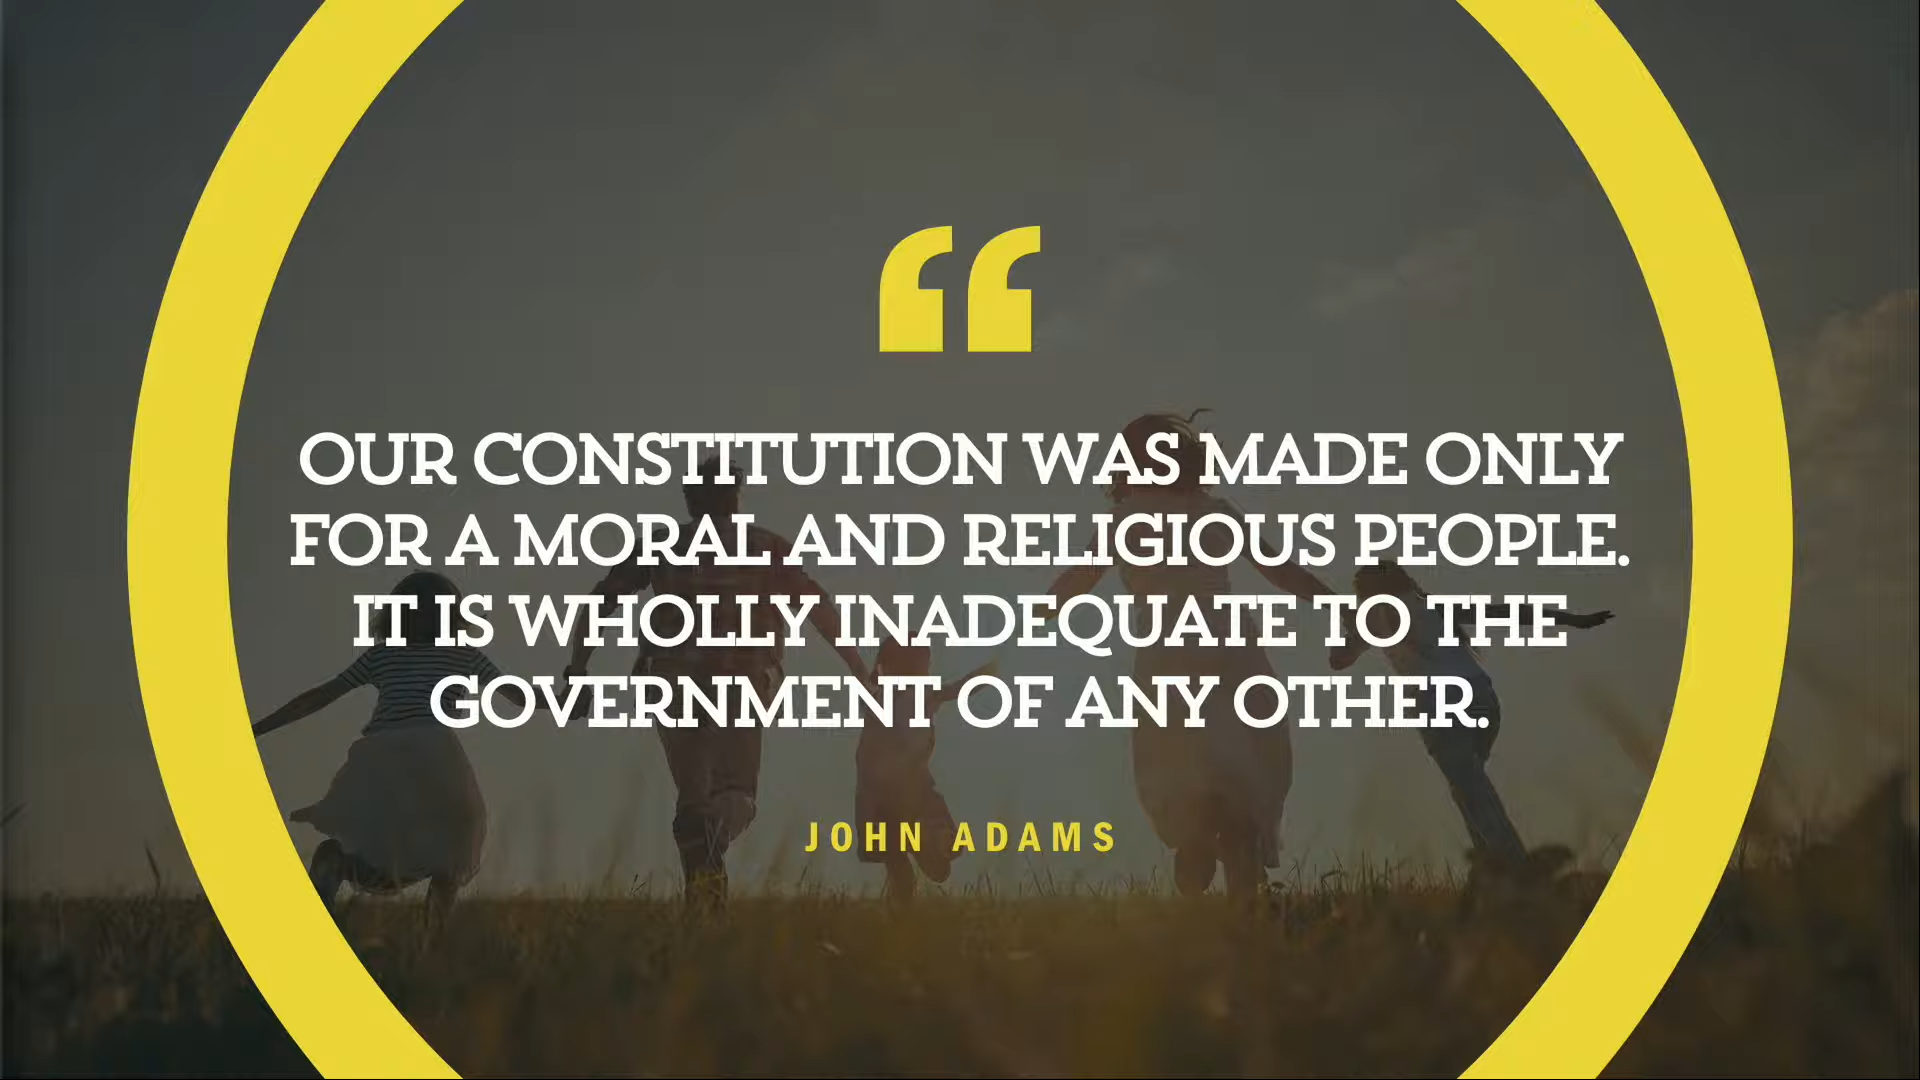 “
OUR CONSTITUTION WAS MADE ONLY
FOR A MORAL AND RELIGIOUS PEOPLE.
IT IS WHOLLY INADEQUATE TO THE
GOVERNMENT OF ANY OTHER.
JOHN ADAMS